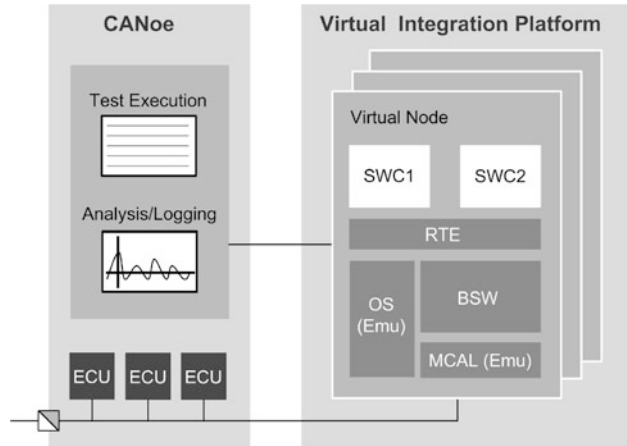 CANoe
Test Execution
Analysis/Logging
ECU
ECU
ECU
Virtual Integration Platform
Virtual Node
SWC1
SWC2
RTE
OS
(Emu)
BSW
MCAL (Emu)